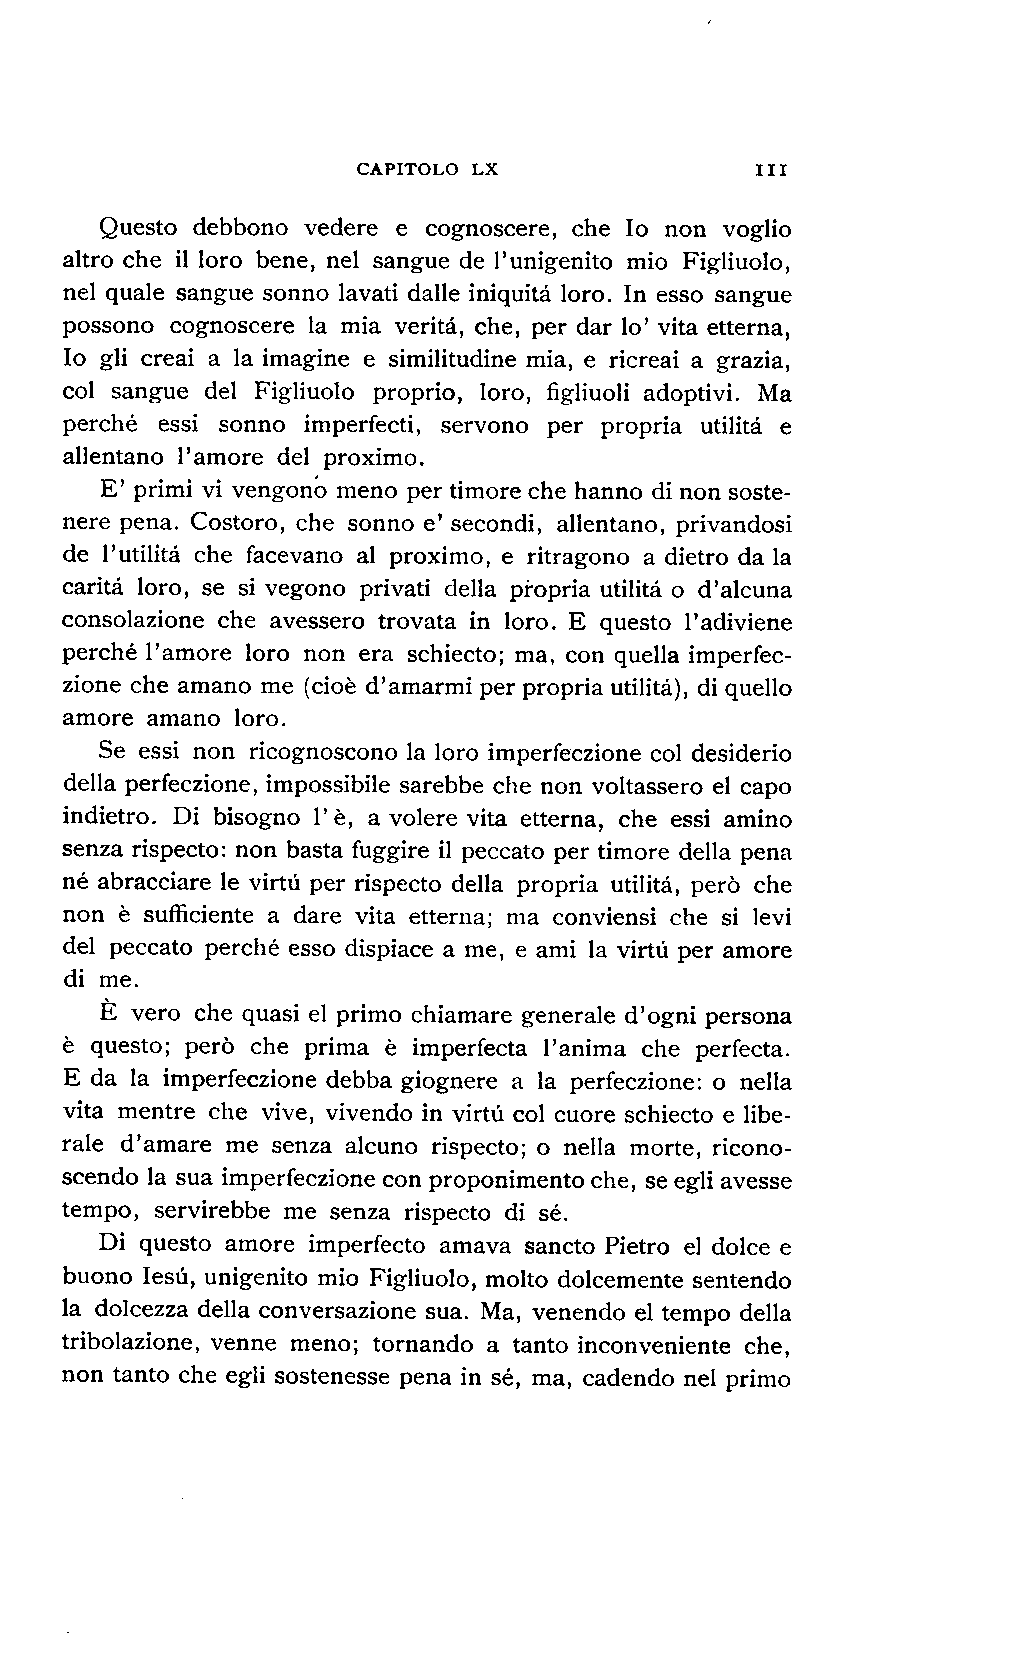 CAPITOLO LX 111
Questo debbono vedere e cognoscere, che Io non voglio
altro che il loro bene, nel sangue de l'unigenito mio Figliuolo,
nel quale sangue sonno lavati dalle iniquitá loro. In esso sangue
possono cognoscere la mia veritá, che, per dar lo' vita etterna,
Io gli creai a la imagine e similitudine mia, e ricreai a grazia,
col sangue del Figliuolo proprio, loro, figliuoli adoptivi. Ma
perché essi sonno imperfecti, servono per propria utilitá e
allentano l'amore del proximo.
E' primi vi vengono meno per timore che hanno di non soste-
nere pena. Costoro, che sonno e' secondi, allentano, privandosi
de l'utilitá che facevano al proximo, e ritragono a dietro da la
caritá loro, se si vegono privati della propria utilitá o d'alcuna
consolazione che avessero trovata in loro. E questo l'adiviene
perché l'amore loro non era schiecto; ma, con quella imperfec-
zione che amano me (cioè d'amarmi per propria utilitá), di quello
amore amano loro.
Se essi non ricognoscono la loro imperfeczione col desiderio
della perfeczione, impossibile sarebbe che non voltassero el capo
indietro. Di bisogno l' è, a volere vita etterna, che essi amino
senza rispecto: non basta fuggire il peccato per timore della pena
né abracciare le virtú per rispecto della propria utilitá, però che
non è sufficiente a dare vita etterna; ma conviensi che si levi
del peccato perché esso dispiace a me, e ami la virtú per amore
di me.
È vero che quasi el primo chiamare generale d'ogni persona
è questo; però che prima è imperfecta l'anima che perfecta.
E da la imperfeczione debba giognere a la perfeczione: o nella
vita mentre che vive, vivendo in virtú col cuore schiecto e libe-
rale d'amare me senza alcuno rispecto; o nella morte, ricono-
scendo la sua imperfeczione con proponimento che, se egli avesse
tempo, servirebbe me senza rispecto di sé.
Di questo amore imperfecto amava sancto Pietro el dolce e
buono Iesú, unigenito mio Figliuolo, molto dolcemente sentendo
la dolcezza della conversazione sua. Ma, venendo el tempo della
tribolazione, venne meno; tornando a tanto inconveniente che,
non tanto che egli sostenesse pena in sé, ma, cadendo nel primo